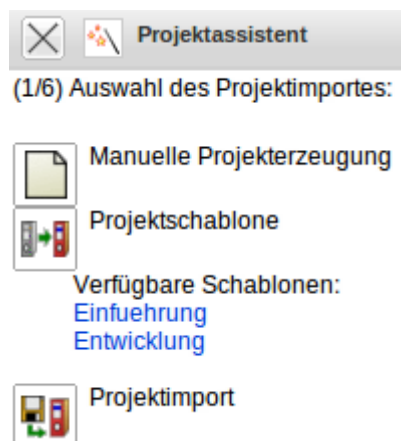 Projektassistent
(1/6) Auswahl des Projektimportes:
Manuelle Projekterzeugung
Projektschablone
Verfügbare Schablonen:
Einfuehrung
Entwicklung
Projektimport